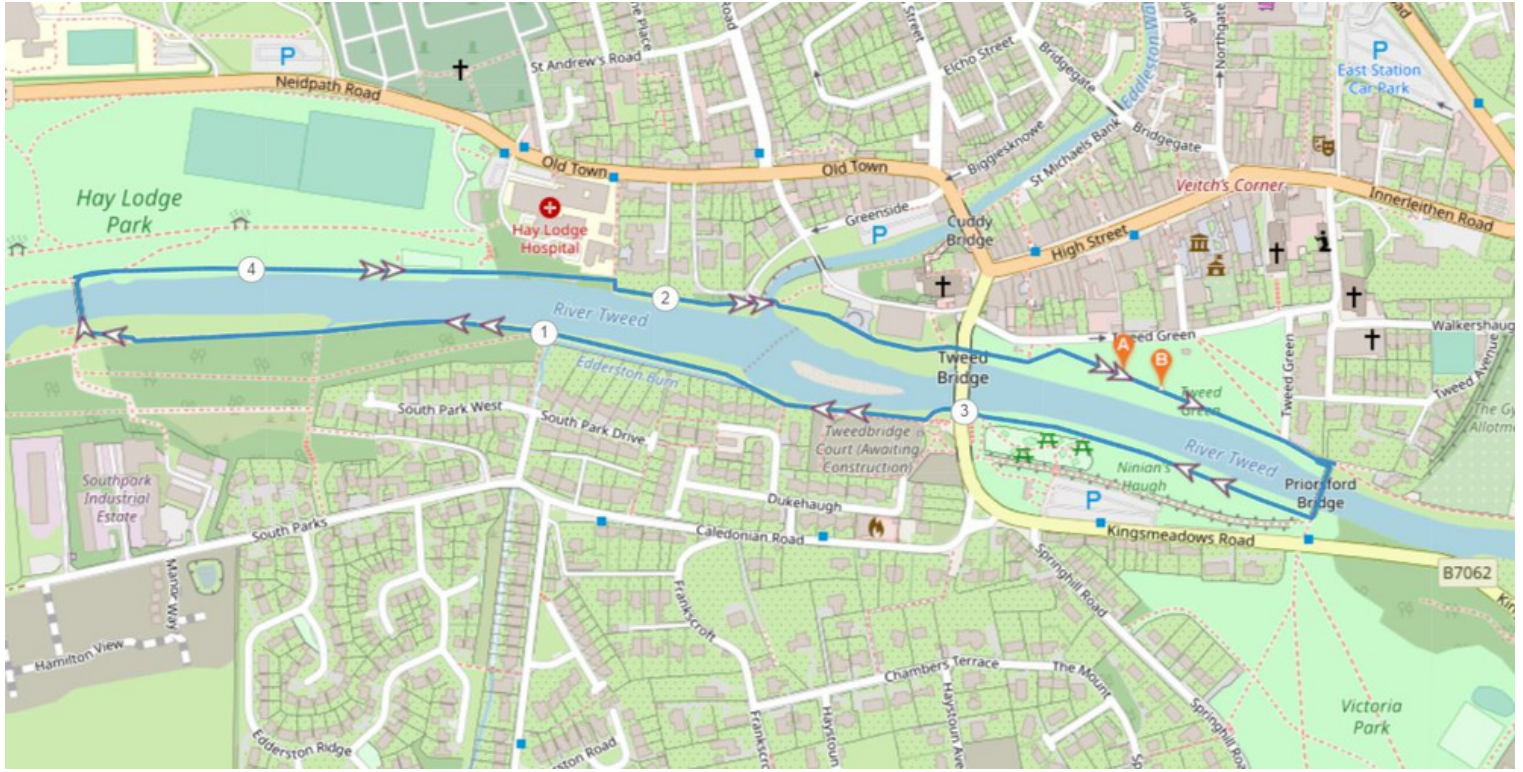 P
Neidpath Road
St Andrew's Road
Elcho Street
Bridgegate
Northgate
P
East Station
Car Park
Hay Lodge
Park
Hay Lodge
Hospital
Old Town
Old Town
Biggiesknowe
St Michaels Bank
Bridgegate
Greenside
P
Cuddy
Bridge
Veitch's Corner
High Street
Innerleithen Road
4
2
1
River Tweed
Edderston Burn
Tweed
Bridge
Tweed Green
A
B
Tweed
Green
Tweed Green
Walkershaugh
Tweed Avenue
South Park West
South Park Drive
3
Tweedbridge
Court (Awaiting
Construction)
Ninian's
Haugh
River Tweed
Priorsford
Bridge
P
Southpark
Industrial
Estate
South Parks
Dukehaugh
Caledonian Road
Kingsmeadows Road
B7062
Manor Way
Hamilton View
Edderston Ridge
Frankscroft
Springhill Road
Chambers Terrace
The Mount
Springhill Road
Victoria
Park